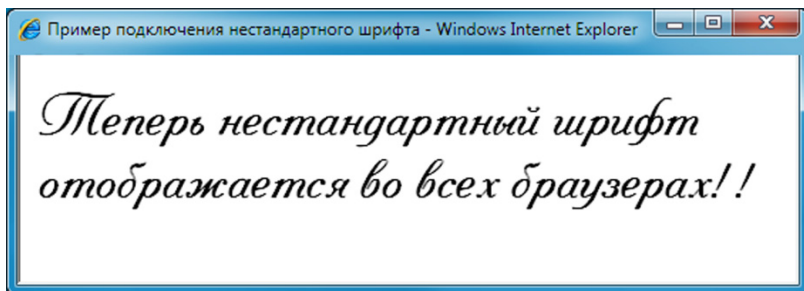 Пример подключения нестандартного шрифта - Windows Internet Explorer
Теперь нестандартный шрифт
отображается во всех браузерах!!